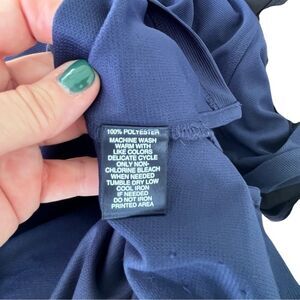 100% POLYESTER
MACHINE WASH
WARM WITH
LIKE COLORS
DELICATE CYCLE
ONLY NON-
CHLORINE BLEACH
WHEN NEEDED
TUMBLE DRY LOW
COOL IRON
IF NEEDED
DO NOT IRON
PRINTED AREA